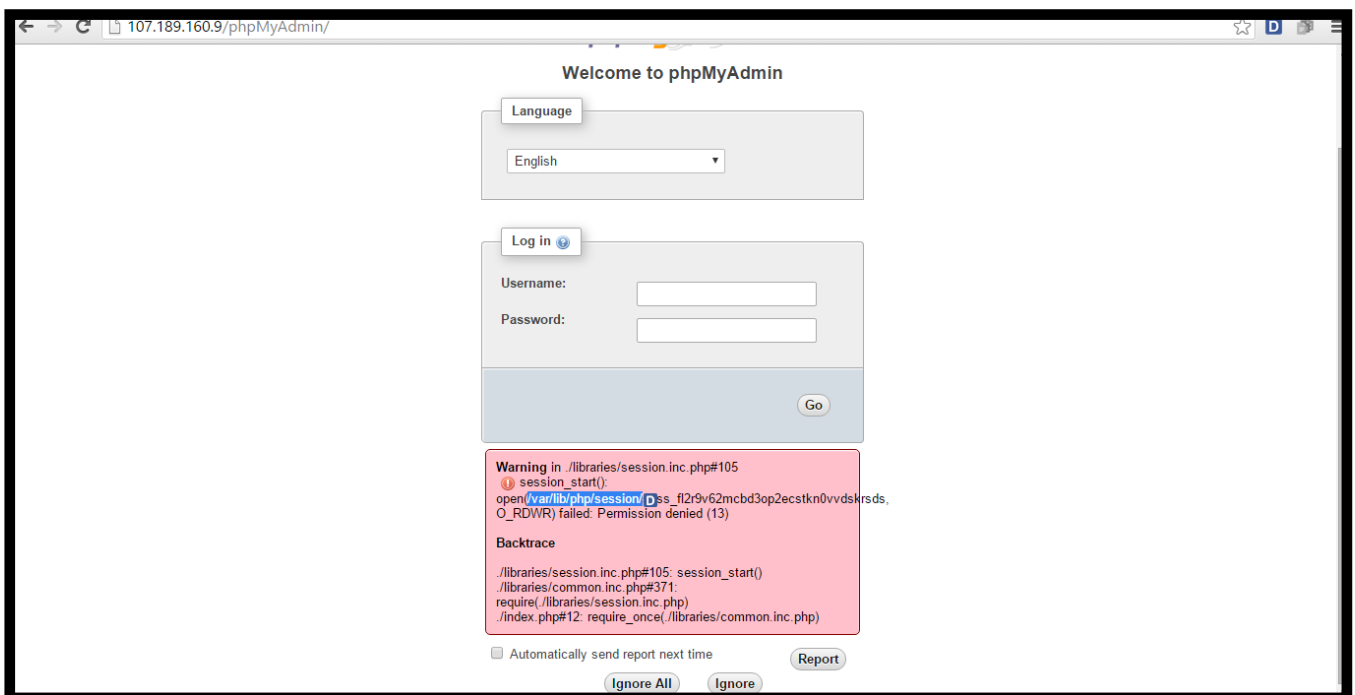 107.189.160.9/phpMyAdmin/
D
Welcome to phpMyAdmin
Language
English
Log in
Username:
Password:
Go
Warning in ./libraries/session.inc.php#105
session_start():
open(/var/lib/php/session/ ss_fl2r9v62mcbd3op2ecstkn0vvdskrsds,
O_RDWR) failed: Permission denied (13)
Backtrace
./libraries/session.inc.php#105: session_start()
./libraries/common.inc.php#371:
require(./libraries/session.inc.php)
./index.php#12: require_once(./libraries/common.inc.php)
Automatically send report next time
Report
Ignore All Ignore